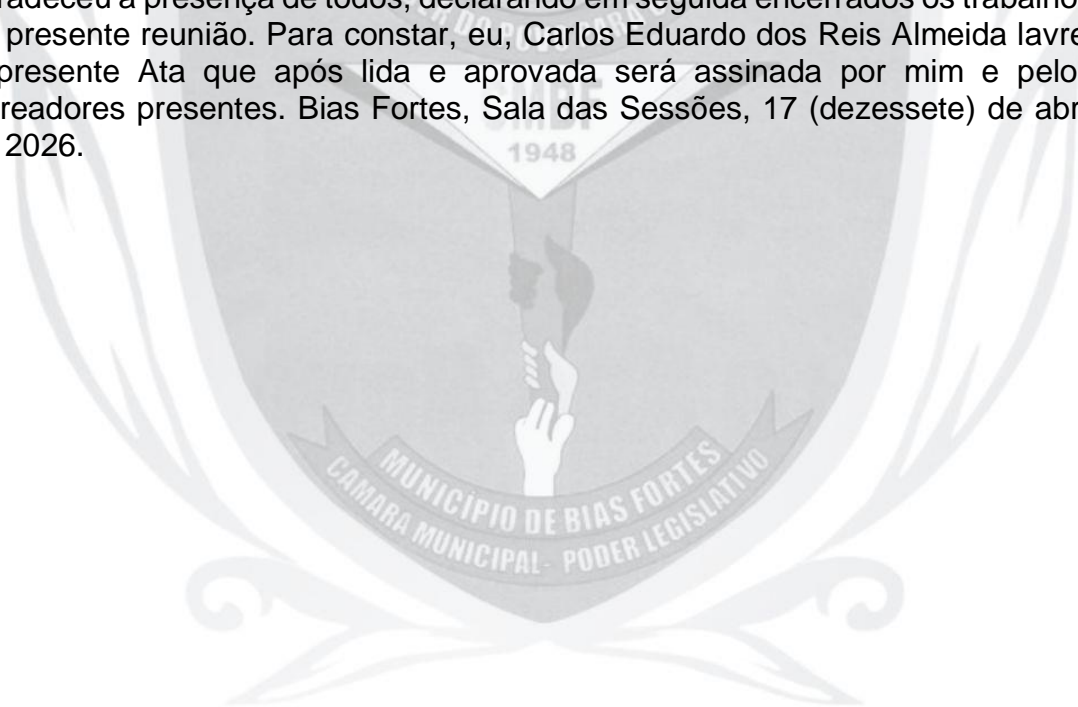 radeceu a presença de todos, declarando em seguida encerrados os trabalho
presente reunião. Para constar, eu, Carlos Eduardo dos Reis Almeida lavre
presente Ata que após lida e aprovada será assinada por mim e pelo
readores presentes. Bias Fortes, Sala das Sessões, 17 (dezessete) de abr
2026.
1948
MUNICÍPIO DE BIAS FORTES
CAMARA MUNICIPAL- PODER LEGISLATIVO